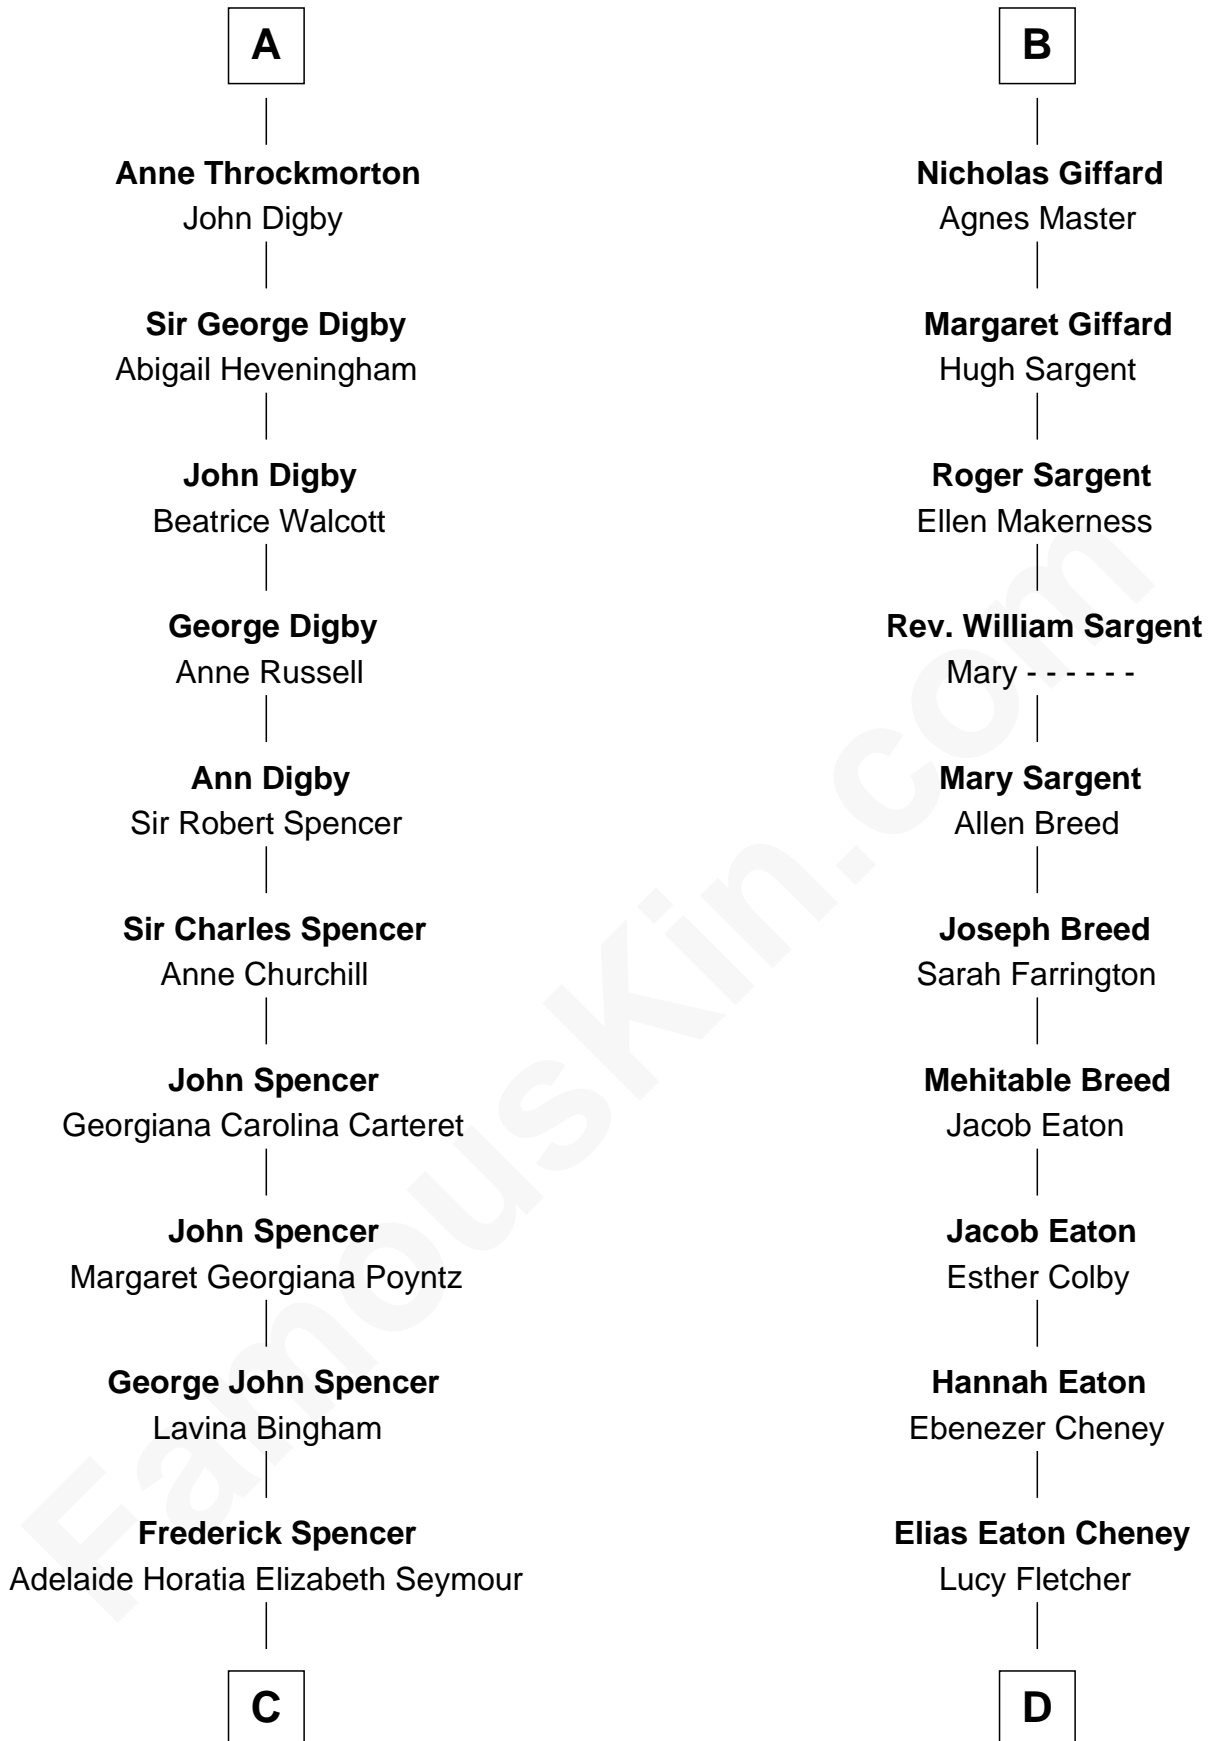 A
Anne Throckmorton
John Digby
Sir George Digby
Abigail Heveningham
John Digby
Beatrice Walcott
George Digby
Anne Russell
Ann Digby
Sir Robert Spencer
Sir Charles Spencer
Anne Churchill
John Spencer
Georgiana Carolina Carteret
John Spencer
Margaret Georgiana Poyntz
George John Spencer
Lavina Bingham
Frederick Spencer
Adelaide Horatia Elizabeth Seymour
C
B
Nicholas Giffard
Agnes Master
Margaret Giffard
Hugh Sargent
Roger Sargent
Ellen Makerness
Rev. William Sargent
Mary - - - - - -
Mary Sargent
Allen Breed
Joseph Breed
Sarah Farrington
Mehitable Breed
Jacob Eaton
Jacob Eaton
Esther Colby
Hannah Eaton
Ebenezer Cheney
Elias Eaton Cheney
Lucy Fletcher
D
FamousKin.com